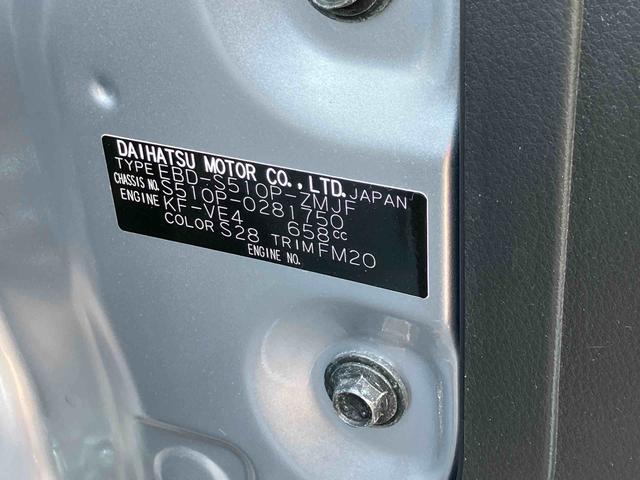 DAIHATSU MOTOR CO.,LTD. JAPAN
TYPE EBD-S510P-ZMJF
CHASSIS NO. S510P-0281750
ENGINE KF-VE4 658cc
COLOR S28 TRIM FM20
ENGINE NO.